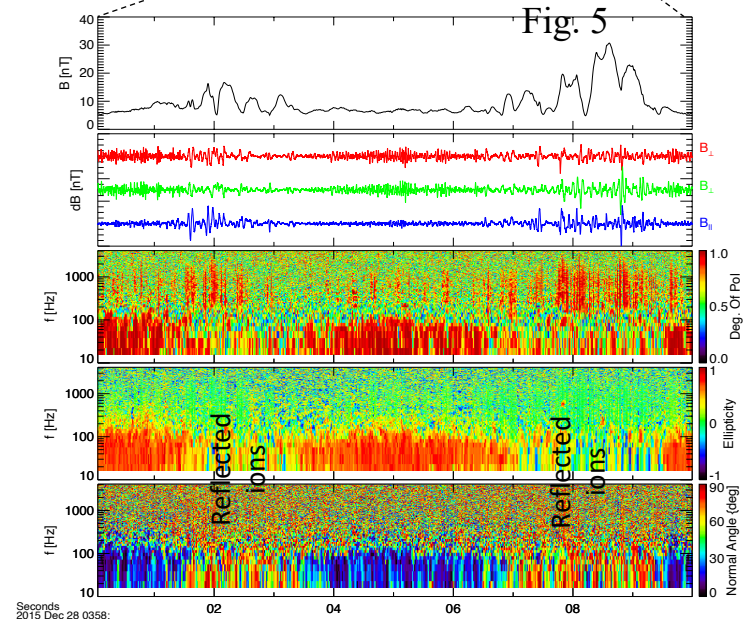 Fig. 5
40
30
20
10
0
B [nT]
dB [nT]
B⊥
B⊥
B||
1000
100
10
f [Hz]
1.0
0.5
0.0
Deg. Of Pol
1000
100
10
f [Hz]
1
0
-1
Ellipticity
Reflected
ions
Reflected
ions
1000
100
10
f [Hz]
90
60
30
0
Normal Angle [deg]
02
04
06
08
Seconds
2015 Dec 28 0358: